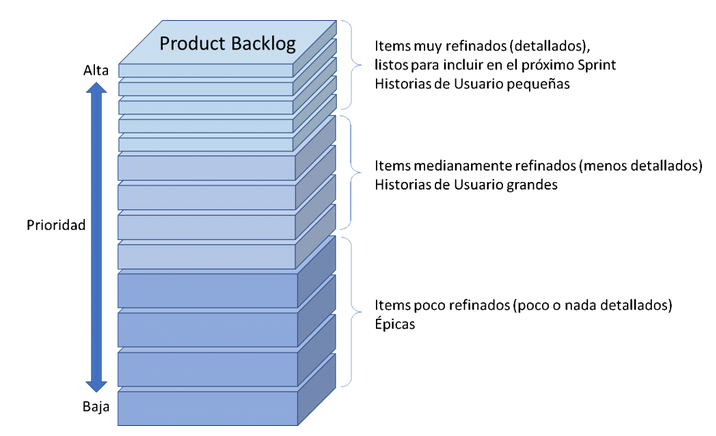 Product Backlog
Alta
Prioridad
Baja
Items muy refinados (detallados),
listos para incluir en el próximo Sprint
Historias de Usuario pequeñas
Items medianamente refinados (menos detallados)
Historias de Usuario grandes
Items poco refinados (poco o nada detallados)
Épicas